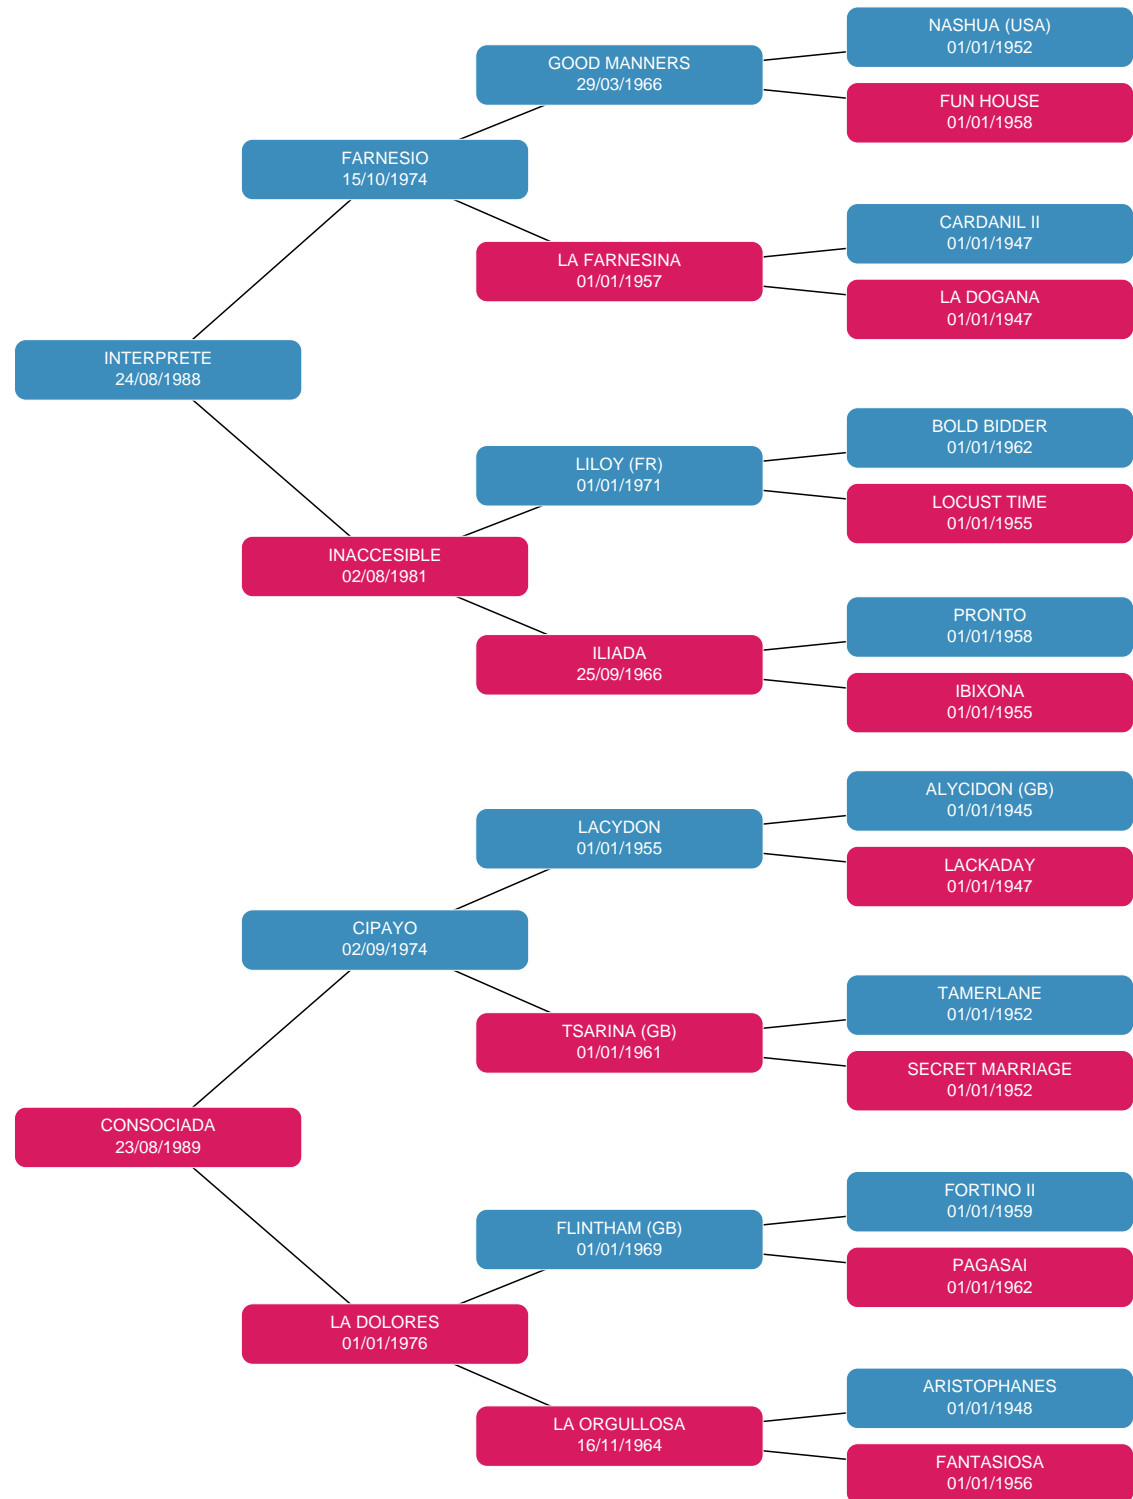 NASHUA (USA)
01/01/1952
GOOD MANNERS
29/03/1966
FUN HOUSE
01/01/1958
FARNESIO
15/10/1974
CARDANIL II
01/01/1947
LA FARNESINA
01/01/1957
LA DOGANA
01/01/1947
INTERPRETE
24/08/1988
BOLD BIDDER
01/01/1962
LILOY (FR)
01/01/1971
LOCUST TIME
01/01/1955
INACCESIBLE
02/08/1981
PRONTO
01/01/1958
ILIADA
25/09/1966
IBIXONA
01/01/1955
ALYCIDON (GB)
01/01/1945
LACYDON
01/01/1955
LACKADAY
01/01/1947
CIPAYO
02/09/1974
TAMERLANE
01/01/1952
TSARINA (GB)
01/01/1961
SECRET MARRIAGE
01/01/1952
CONSOCIADA
23/08/1989
FORTINO II
01/01/1959
FLINTHAM (GB)
01/01/1969
PAGASAI
01/01/1962
LA DOLORES
01/01/1976
ARISTOPHANES
01/01/1948
LA ORGULLOSA
16/11/1964
FANTASIOSA
01/01/1956